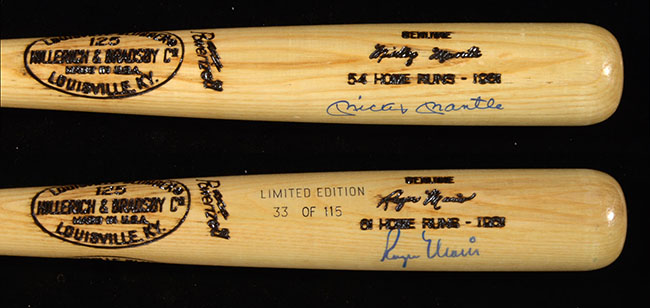 125
HILLERICH & BRADSBY Co
MADE IN U.S.A.
LOUISVILLE, KY.
Powerized
GENUINE
Mickey Mantle
54 HOME RUNS - 1961
Mickey Mantle
125
HILLERICH & BRADSBY Co
MADE IN U.S.A.
LOUISVILLE, KY.
Powerized
LIMITED EDITION
33 OF 115
GENUINE
Roger Maris
61 HOME RUNS - 1961
Roger Maris